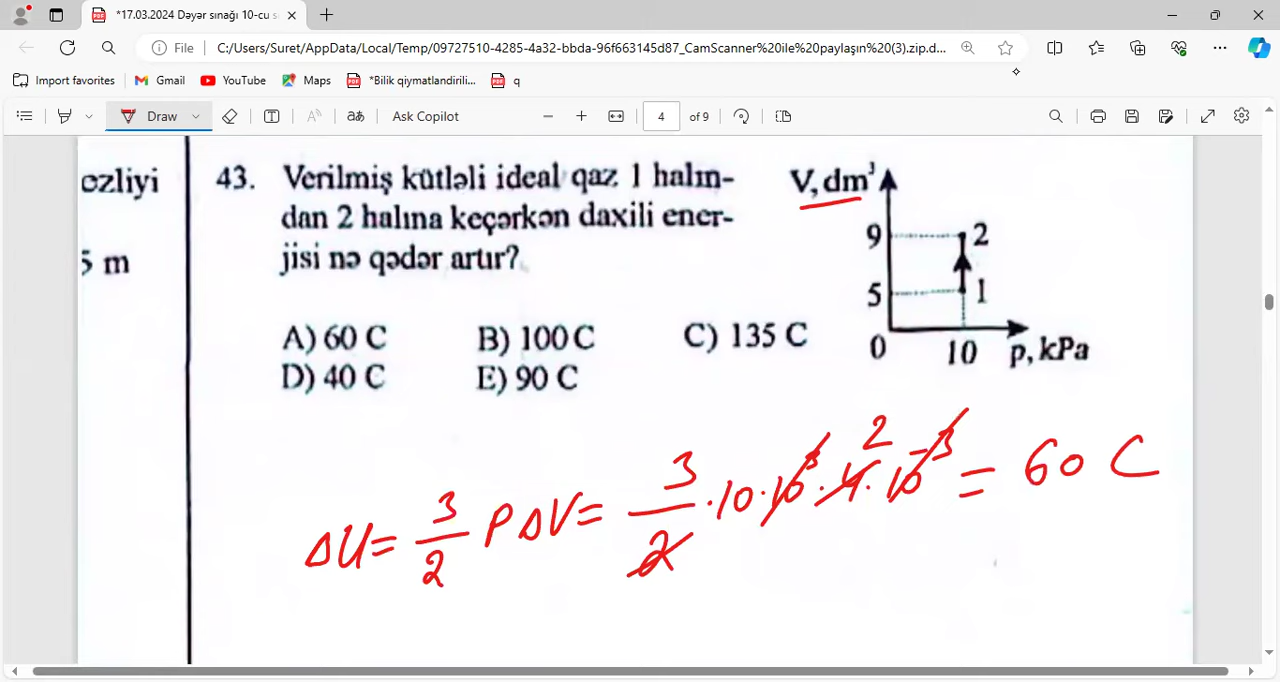 *17.03.2024 Dəyər sınağı 10-cu s
File C:/Users/Suret/AppData/Local/Temp/09727510-4285-4a32-bbda-96f663145d87_CamScanner%20ile%20paylaşın%20(3).zip.d...
Import favorites Gmail YouTube Maps *Bilik qiymatlandirili... q
Draw Ask Copilot 4 of 9
əzliyi
5 m
43. Verilmiş kütləli ideal qaz 1 halın-
dan 2 halına keçərkən daxili ener-
jisi nə qədər artır?
V, dm³
9 2
5 1
0 10 p, kPa
A) 60 C B) 100 C C) 135 C
D) 40 C E) 90 C
ΔU = 3/2 PΔV = 3/2 · 10 · 10³ · 4 · 10⁻³ = 60 C
2